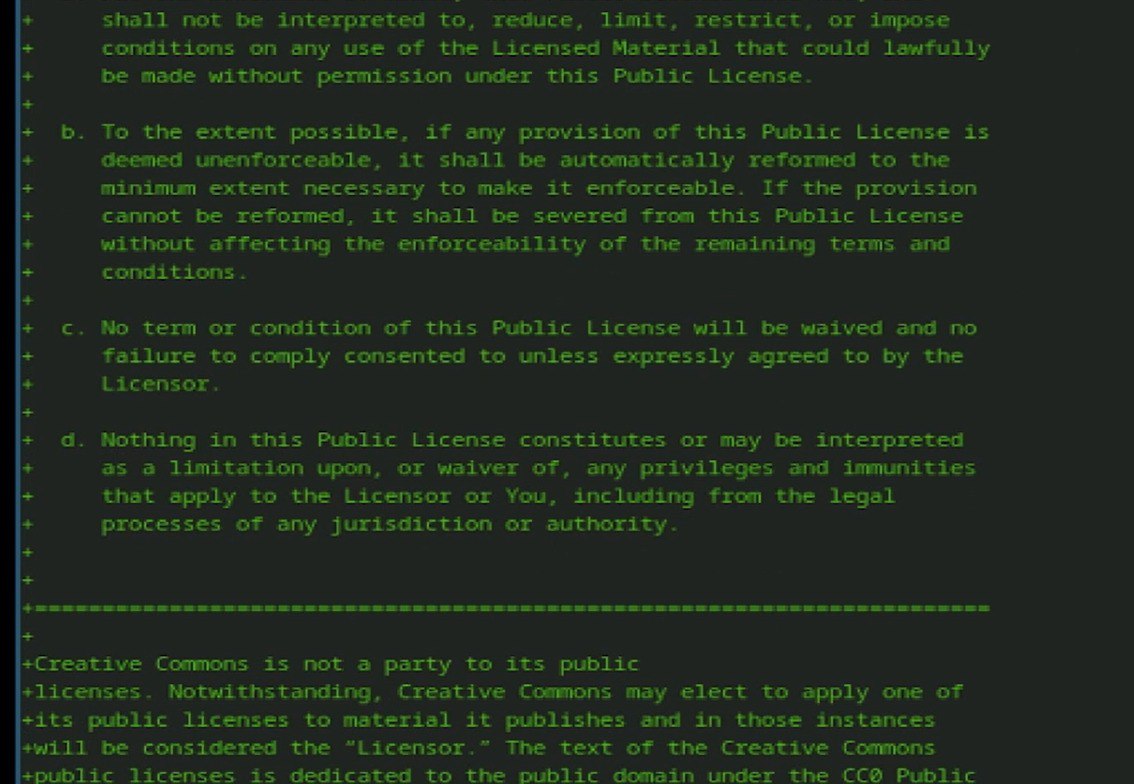 +     shall not be interpreted to, reduce, limit, restrict, or impose
+     conditions on any use of the Licensed Material that could lawfully
+     be made without permission under this Public License.
+
+  b. To the extent possible, if any provision of this Public License is
+     deemed unenforceable, it shall be automatically reformed to the
+     minimum extent necessary to make it enforceable. If the provision
+     cannot be reformed, it shall be severed from this Public License
+     without affecting the enforceability of the remaining terms and
+     conditions.
+
+  c. No term or condition of this Public License will be waived and no
+     failure to comply consented to unless expressly agreed to by the
+     Licensor.
+
+  d. Nothing in this Public License constitutes or may be interpreted
+     as a limitation upon, or waiver of, any privileges and immunities
+     that apply to the Licensor or You, including from the legal
+     processes of any jurisdiction or authority.
+
+
+=======================================================================
+
+Creative Commons is not a party to its public
+licenses. Notwithstanding, Creative Commons may elect to apply one of
+its public licenses to material it publishes and in those instances
+will be considered the “Licensor.” The text of the Creative Commons
+public licenses is dedicated to the public domain under the CC0 Public